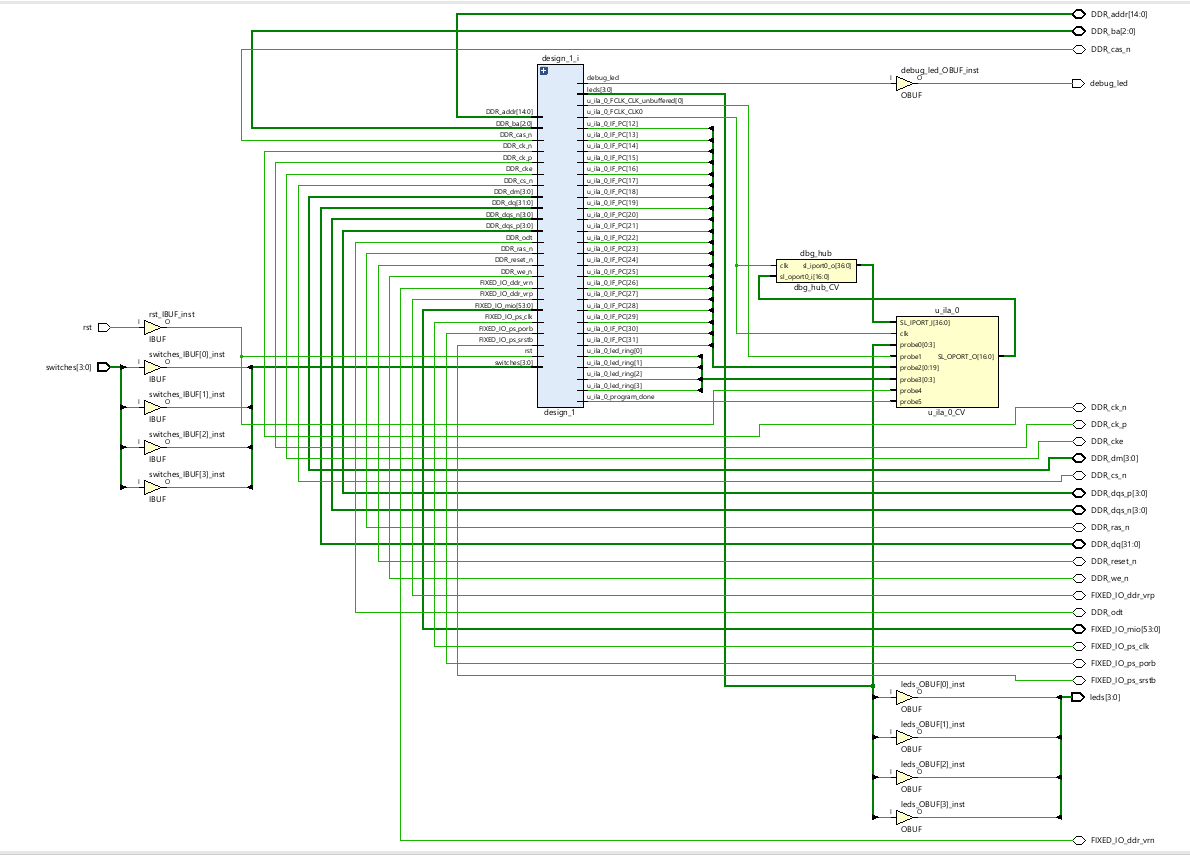 DDR_addr[14:0]
DDR_ba[2:0]
DDR_cas_n
design_1_i
debug_led_OBUF_inst
debug_led
I O
debug_led
OBUF
leds[3:0]
u_ila_0_FCLK_CLK_unbuffered[0]
DDR_addr[14:0]
u_ila_0_FCLK_CLK0
DDR_ba[2:0]
u_ila_0_IF_PC[12]
DDR_cas_n
u_ila_0_IF_PC[13]
DDR_ck_n
u_ila_0_IF_PC[14]
DDR_ck_p
u_ila_0_IF_PC[15]
DDR_cke
u_ila_0_IF_PC[16]
DDR_cs_n
u_ila_0_IF_PC[17]
DDR_dm[3:0]
u_ila_0_IF_PC[18]
DDR_dq[31:0]
u_ila_0_IF_PC[19]
DDR_dqs_n[3:0]
u_ila_0_IF_PC[20]
DDR_dqs_p[3:0]
u_ila_0_IF_PC[21]
DDR_odt
u_ila_0_IF_PC[22]
DDR_ras_n
u_ila_0_IF_PC[23]
DDR_reset_n
u_ila_0_IF_PC[24]
DDR_we_n
u_ila_0_IF_PC[25]
FIXED_IO_ddr_vrn
u_ila_0_IF_PC[26]
FIXED_IO_ddr_vrp
u_ila_0_IF_PC[27]
FIXED_IO_mio[53:0]
u_ila_0_IF_PC[28]
FIXED_IO_ps_clk
u_ila_0_IF_PC[29]
FIXED_IO_ps_porb
u_ila_0_IF_PC[30]
FIXED_IO_ps_srstb
u_ila_0_IF_PC[31]
rst
u_ila_0_led_ring[0]
switches[3:0]
u_ila_0_led_ring[1]
u_ila_0_led_ring[2]
u_ila_0_led_ring[3]
u_ila_0_program_done
design_1
dbg_hub
clk sl_iport0_o[36:0]
sl_oport0_i[16:0]
dbg_hub_CV
u_ila_0
SL_IPORT_I[36:0]
clk
probe0[0:3]
probe1 SL_OPORT_O[16:0]
probe2[0:19]
probe3[0:3]
probe4
probe5
u_ila_0_CV
rst_IBUF_inst
rst
I O
IBUF
switches_IBUF[0]_inst
switches[3:0]
I O
IBUF
switches_IBUF[1]_inst
I O
IBUF
switches_IBUF[2]_inst
I O
IBUF
switches_IBUF[3]_inst
I O
IBUF
DDR_ck_n
DDR_ck_p
DDR_cke
DDR_dm[3:0]
DDR_cs_n
DDR_dqs_p[3:0]
DDR_dqs_n[3:0]
DDR_ras_n
DDR_dq[31:0]
DDR_reset_n
DDR_we_n
FIXED_IO_ddr_vrp
DDR_odt
FIXED_IO_mio[53:0]
FIXED_IO_ps_clk
FIXED_IO_ps_porb
FIXED_IO_ps_srstb
leds_OBUF[0]_inst
I O
leds[3:0]
OBUF
leds_OBUF[1]_inst
I O
OBUF
leds_OBUF[2]_inst
I O
OBUF
leds_OBUF[3]_inst
I O
OBUF
FIXED_IO_ddr_vrn